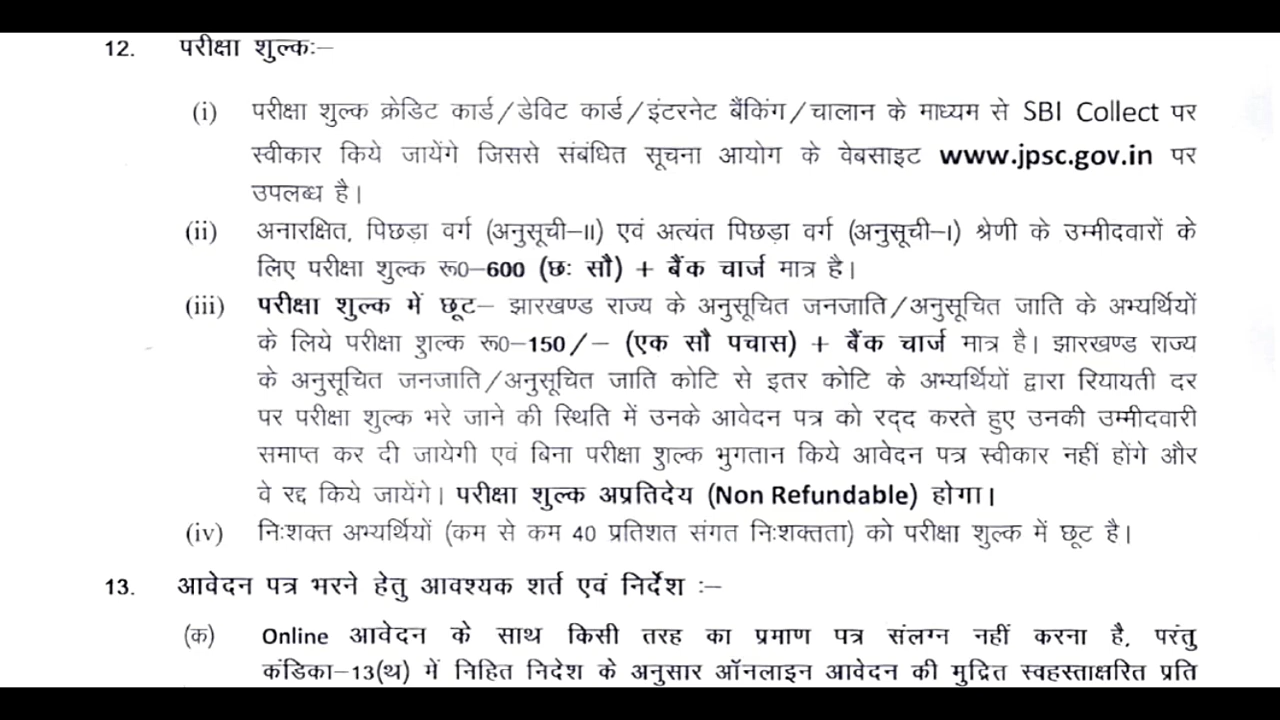 12. परीक्षा शुल्कः–
(i) परीक्षा शुल्क क्रेडिट कार्ड/डेविट कार्ड/इंटरनेट बैंकिंग/चालान के माध्यम से SBI Collect पर
स्वीकार किये जायेंगे जिससे संबंधित सूचना आयोग के वेबसाइट www.jpsc.gov.in पर
उपलब्ध है।
(ii) अनारक्षित, पिछड़ा वर्ग (अनुसूची–II) एवं अत्यंत पिछड़ा वर्ग (अनुसूची–I) श्रेणी के उम्मीदवारों के
लिए परीक्षा शुल्क रू0–600 (छः सौ) + बैंक चार्ज मात्र है।
(iii) परीक्षा शुल्क में छूट– झारखण्ड राज्य के अनुसूचित जनजाति/अनुसूचित जाति के अभ्यर्थियों
के लिये परीक्षा शुल्क रू0–150/– (एक सौ पचास) + बैंक चार्ज मात्र है। झारखण्ड राज्य
के अनुसूचित जनजाति/अनुसूचित जाति कोटि से इतर कोटि के अभ्यर्थियों द्वारा रियायती दर
पर परीक्षा शुल्क भरे जाने की स्थिति में उनके आवेदन पत्र को रद्द करते हुए उनकी उम्मीदवारी
समाप्त कर दी जायेगी एवं बिना परीक्षा शुल्क भुगतान किये आवेदन पत्र स्वीकार नहीं होंगे और
वे रद्द किये जायेंगे। परीक्षा शुल्क अप्रतिदेय (Non Refundable) होगा।
(iv) निःशक्त अभ्यर्थियों (कम से कम 40 प्रतिशत संगत निःशक्तता) को परीक्षा शुल्क में छूट है।
13. आवेदन पत्र भरने हेतु आवश्यक शर्त एवं निर्देश :–
(क) Online आवेदन के साथ किसी तरह का प्रमाण पत्र संलग्न नहीं करना है, परंतु
कंडिका–13(थ) में निहित निदेश के अनुसार ऑनलाइन आवेदन की मुद्रित स्वहस्ताक्षरित प्रति